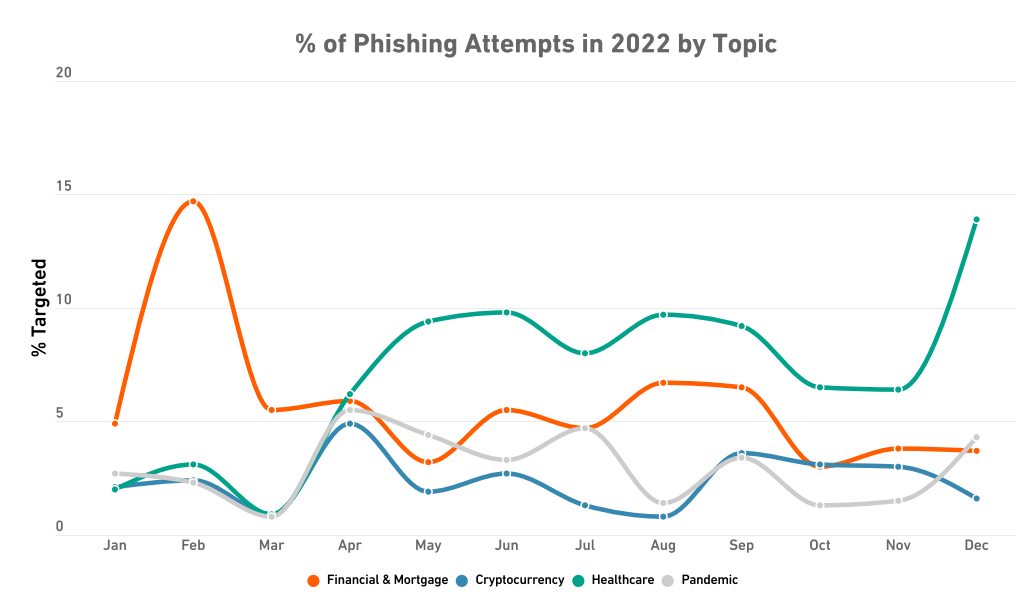 % of Phishing Attempts in 2022 by Topic
20
15
10
5
0
% Targeted
Jan Feb Mar Apr May Jun Jul Aug Sep Oct Nov Dec
Financial & Mortgage Cryptocurrency Healthcare Pandemic